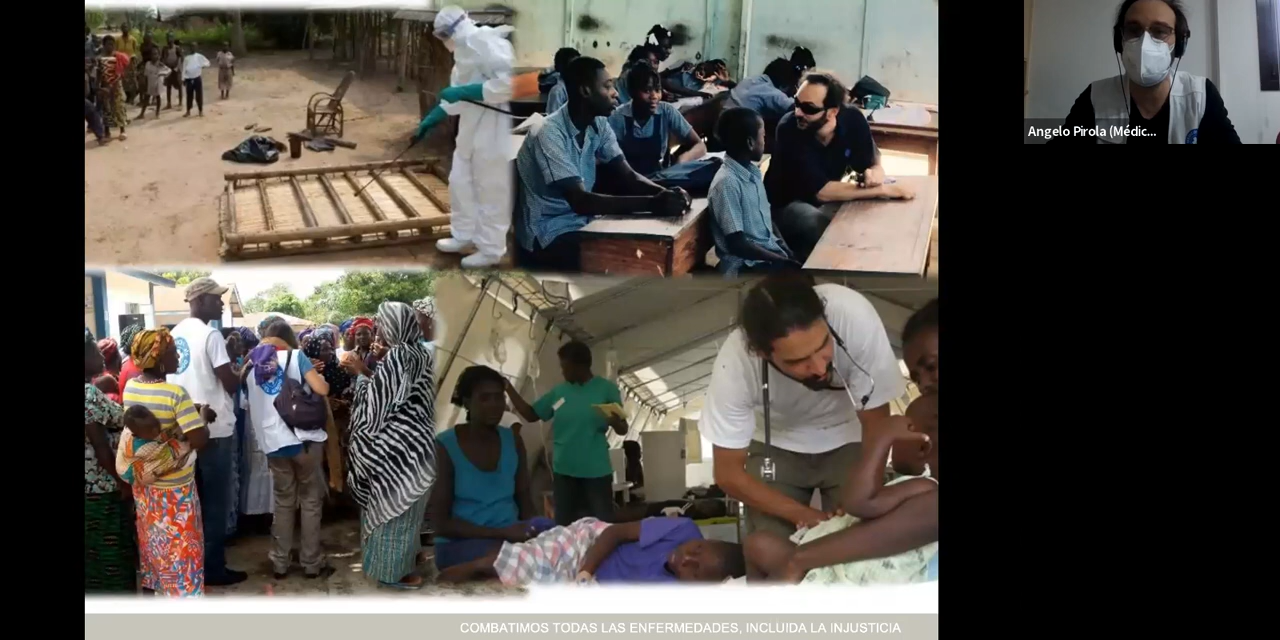 Angelo Pirola (Médic...
COMBATIMOS TODAS LAS ENFERMEDADES, INCLUIDA LA INJUSTICIA